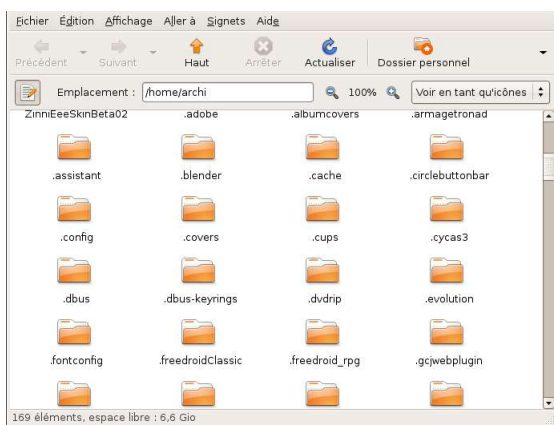 Fichier Édition Affichage Aller à Signets Aide
Précédent Suivant Haut Arrêter Actualiser Dossier personnel
Emplacement : /home/archi 100% Voir en tant qu'icônes
ZinniEeeSkinBeta02 .adobe .albumcovers .armagetronad
.assistant .blender .cache .circlebuttonbar
.config .covers .cups .cycas3
.dbus .dbus-keyrings .dvdrip .evolution
.fontconfig .freedroidClassic .freedroid_rpg .gcjwebplugin
169 éléments, espace libre : 6,6 Gio